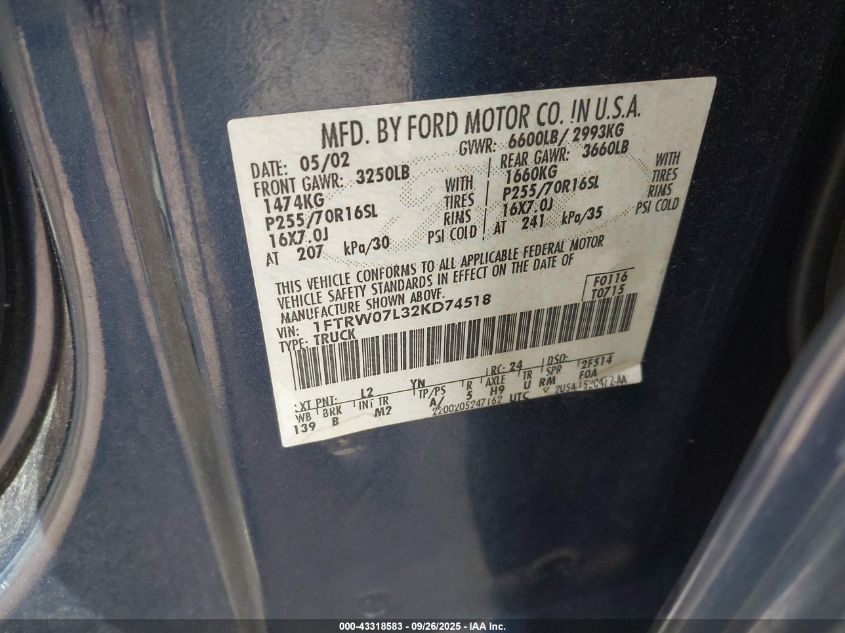 MFD. BY FORD MOTOR CO. IN U.S.A.
DATE: 05/02 GVWR: 6600LB/ 2993KG
FRONT GAWR: 3250LB REAR GAWR: 3660LB
1474KG WITH 1660KG WITH
P255/70R16SL TIRES P255/70R16SL TIRES
16X7.0J RIMS 16X7.0J RIMS
AT 207 kPa/30 PSI COLD AT 241 kPa/35 PSI COLD
THIS VEHICLE CONFORMS TO ALL APPLICABLE FEDERAL MOTOR
VEHICLE SAFETY STANDARDS IN EFFECT ON THE DATE OF
MANUFACTURE SHOWN ABOVE.
VIN: 1FTRW07L32KD74518
TYPE: TRUCK
F0116
T0715
EXT PNT: L2 YN RC: 24 DSO: 2F514
WB BRK INT TR TP/PS R AXLE TR SPR F0A
139 B M2 A/ 5 H9 U RM
2200205247162 UTC
000-43318583 - 09/26/2025 - IAA Inc.